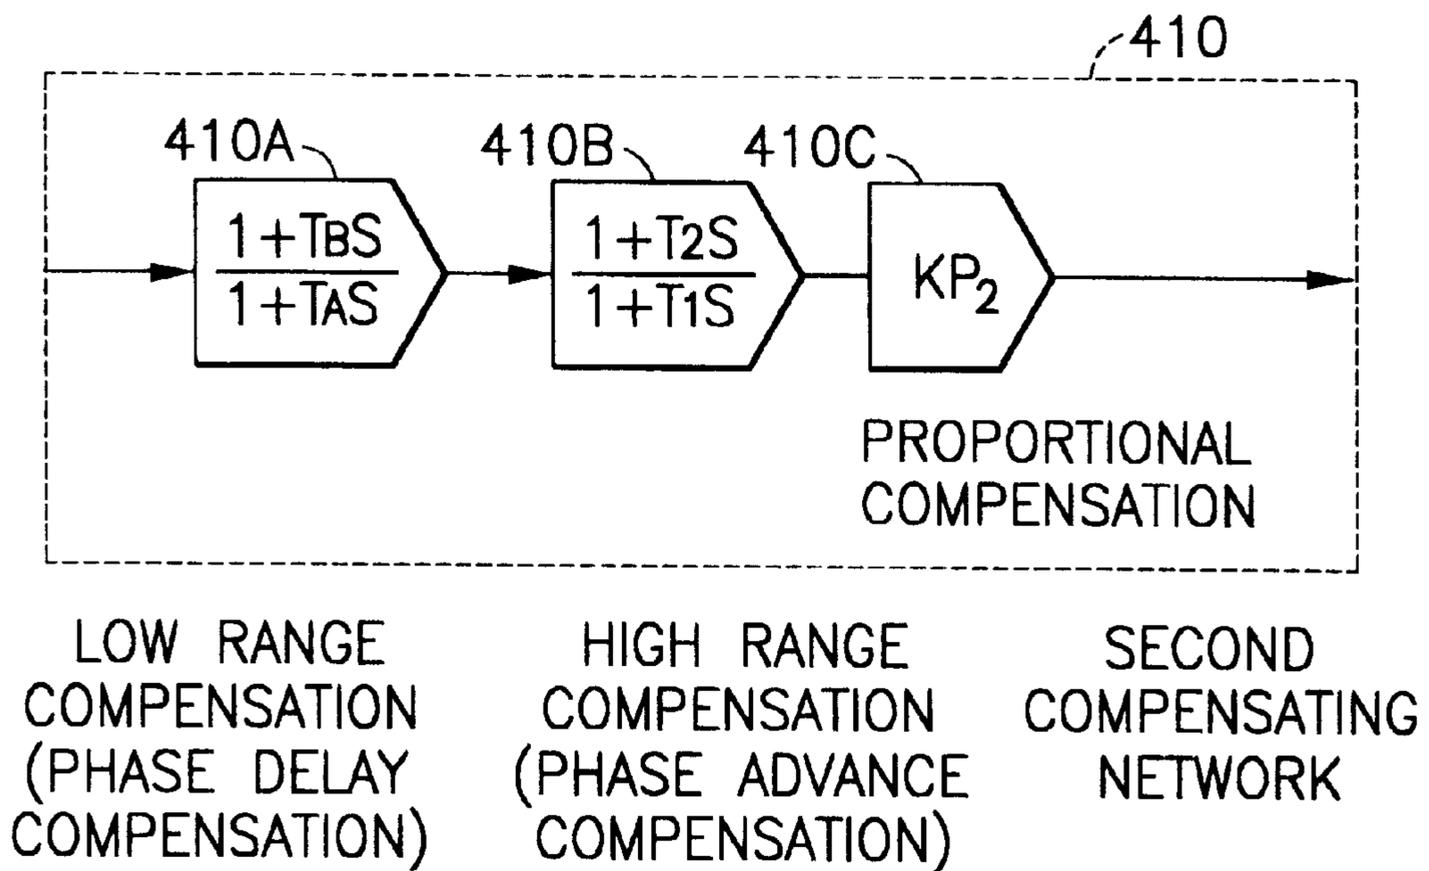 410
410A
410B
410C
1+TBS
1+TAS
1+T2S
1+T1S
KP2
PROPORTIONAL
COMPENSATION
LOW RANGE
COMPENSATION
(PHASE DELAY
COMPENSATION)
HIGH RANGE
COMPENSATION
(PHASE ADVANCE
COMPENSATION)
SECOND
COMPENSATING
NETWORK